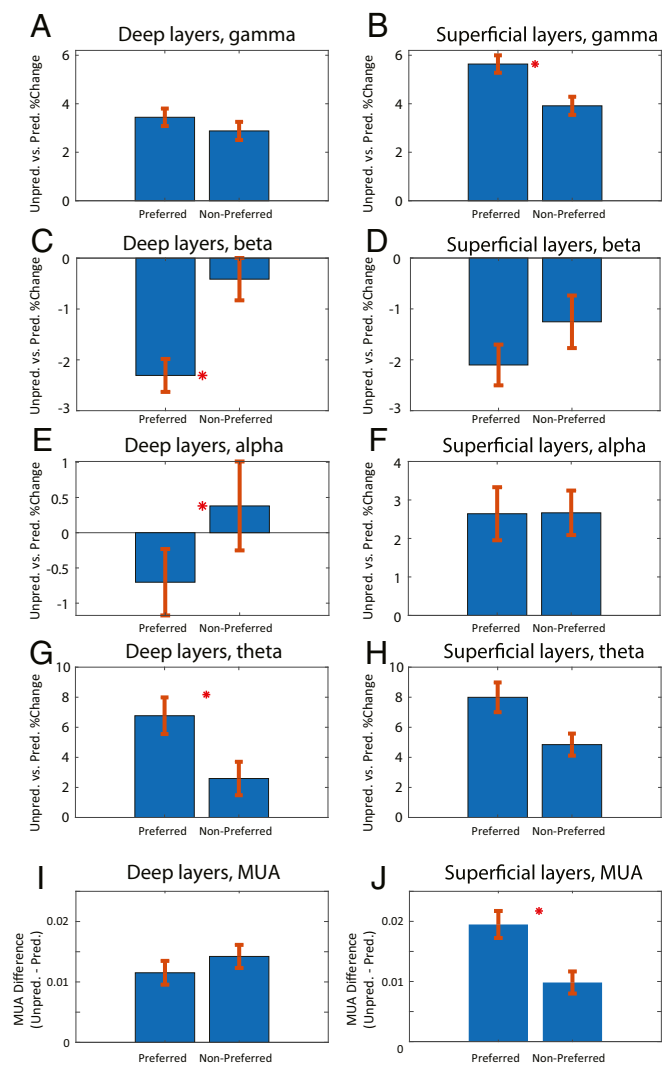 A
Deep layers, gamma
Unpred. vs. Pred. %Change
6
4
2
0
Preferred
Non-Preferred
B
Superficial layers, gamma
Unpred. vs. Pred. %Change
6
4
2
0
*
Preferred
Non-Preferred
C
Deep layers, beta
Unpred. vs. Pred. %Change
0
-1
-2
-3
*
Preferred
Non-Preferred
D
Superficial layers, beta
Unpred. vs. Pred. %Change
0
-1
-2
-3
Preferred
Non-Preferred
E
Deep layers, alpha
Unpred. vs. Pred. %Change
1
0.5
0
-0.5
-1
*
Preferred
Non-Preferred
F
Superficial layers, alpha
Unpred. vs. Pred. %Change
4
3
2
1
0
Preferred
Non-Preferred
G
Deep layers, theta
Unpred. vs. Pred. %Change
10
8
6
4
2
0
*
Preferred
Non-Preferred
H
Superficial layers, theta
Unpred. vs. Pred. %Change
10
8
6
4
2
0
Preferred
Non-Preferred
I
Deep layers, MUA
MUA Difference
(Unpred. - Pred.)
0.02
0.01
0
Preferred
Non-Preferred
J
Superficial layers, MUA
MUA Difference
(Unpred. - Pred.)
0.02
0.01
0
*
Preferred
Non-Preferred